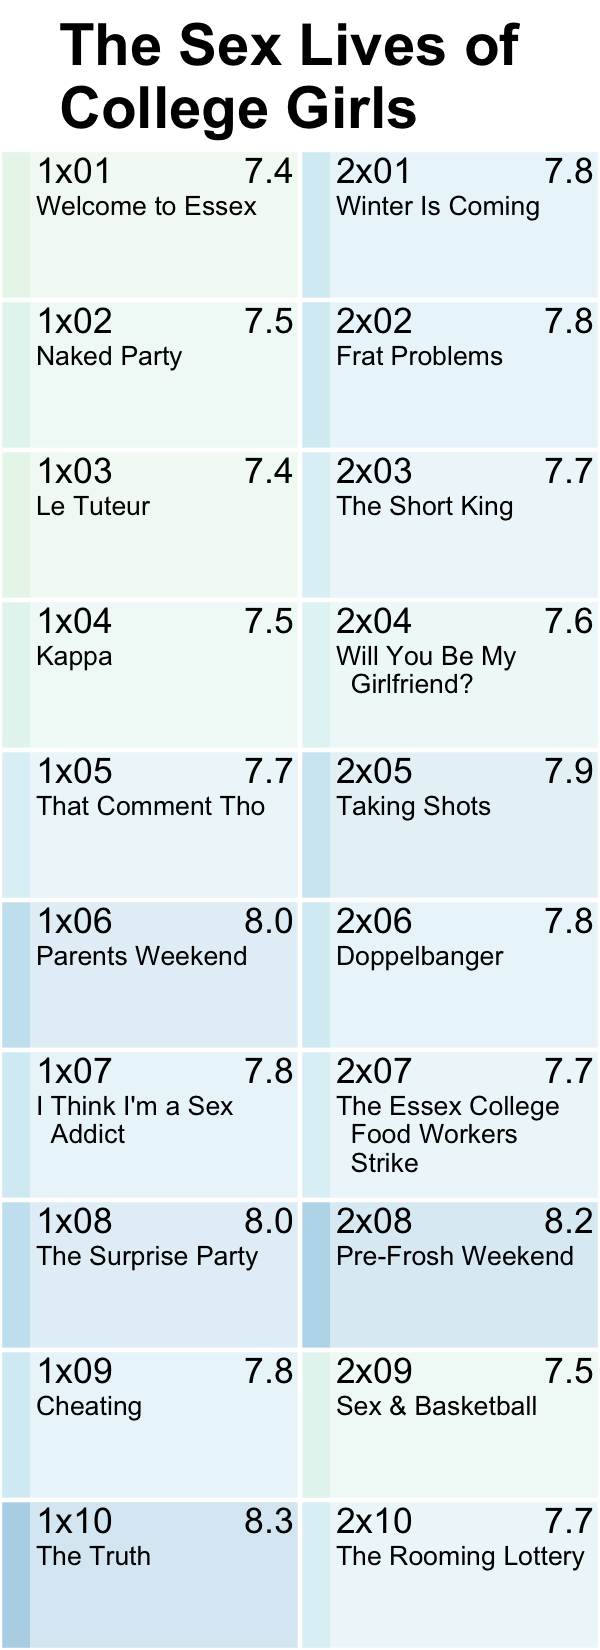 The Sex Lives of
College Girls
1x01 7.4
Welcome to Essex
2x01 7.8
Winter Is Coming
1x02 7.5
Naked Party
2x02 7.8
Frat Problems
1x03 7.4
Le Tuteur
2x03 7.7
The Short King
1x04 7.5
Kappa
2x04 7.6
Will You Be My
Girlfriend?
1x05 7.7
That Comment Tho
2x05 7.9
Taking Shots
1x06 8.0
Parents Weekend
2x06 7.8
Doppelbanger
1x07 7.8
I Think I'm a Sex
Addict
2x07 7.7
The Essex College
Food Workers
Strike
1x08 8.0
The Surprise Party
2x08 8.2
Pre-Frosh Weekend
1x09 7.8
Cheating
2x09 7.5
Sex & Basketball
1x10 8.3
The Truth
2x10 7.7
The Rooming Lottery